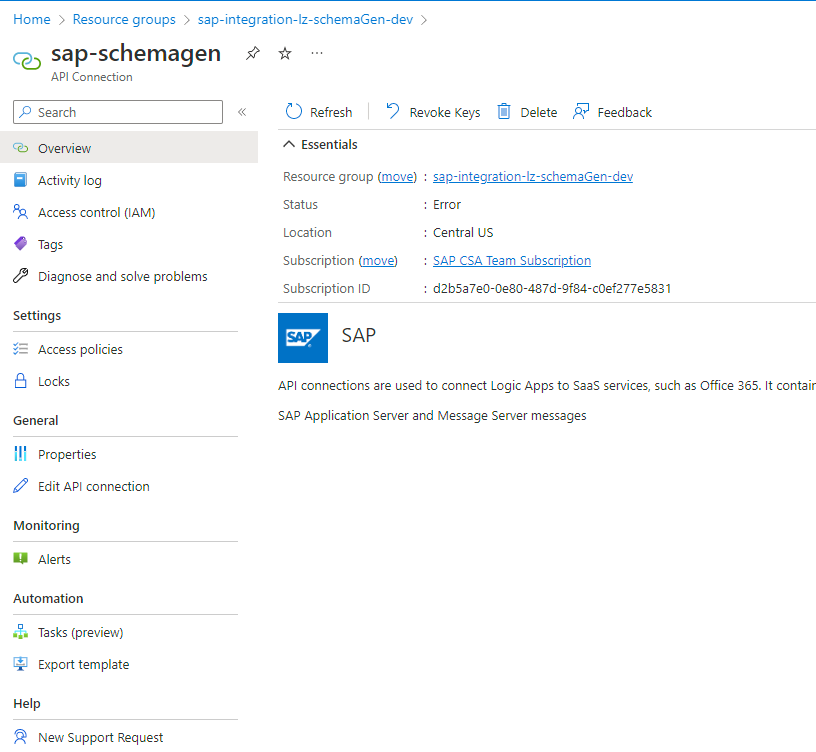 Home > Resource groups > sap-integration-lz-schemaGen-dev >
sap-schemagen
API Connection
Search
«
Refresh
Revoke Keys
Delete
Feedback
Overview
Activity log
Access control (IAM)
Tags
Diagnose and solve problems
Settings
Access policies
Locks
General
Properties
Edit API connection
Monitoring
Alerts
Automation
Tasks (preview)
Export template
Help
New Support Request
Essentials
Resource group (move) : sap-integration-lz-schemaGen-dev
Status : Error
Location : Central US
Subscription (move) : SAP CSA Team Subscription
Subscription ID : d2b5a7e0-0e80-487d-9f84-c0ef277e5831
SAP
SAP
API connections are used to connect Logic Apps to SaaS services, such as Office 365. It contain
SAP Application Server and Message Server messages